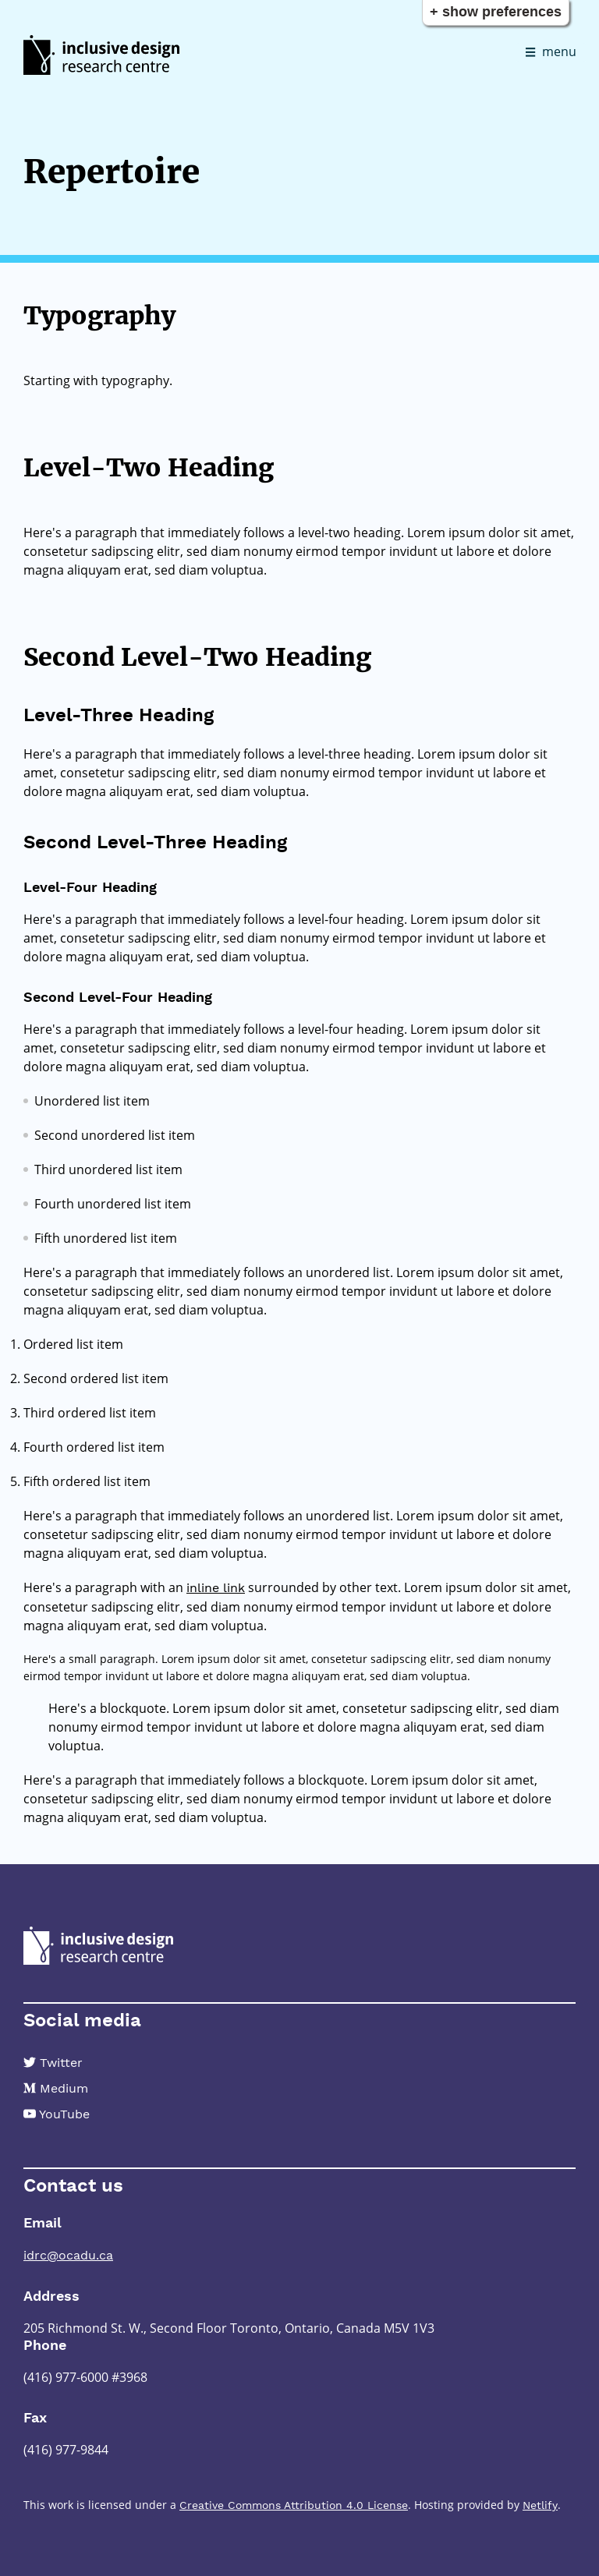 + show preferences
inclusive design
research centre
menu
Repertoire
Typography
Starting with typography.
Level-Two Heading
Here's a paragraph that immediately follows a level-two heading. Lorem ipsum dolor sit amet,
consetetur sadipscing elitr, sed diam nonumy eirmod tempor invidunt ut labore et dolore
magna aliquyam erat, sed diam voluptua.
Second Level-Two Heading
Level-Three Heading
Here's a paragraph that immediately follows a level-three heading. Lorem ipsum dolor sit
amet, consetetur sadipscing elitr, sed diam nonumy eirmod tempor invidunt ut labore et
dolore magna aliquyam erat, sed diam voluptua.
Second Level-Three Heading
Level-Four Heading
Here's a paragraph that immediately follows a level-four heading. Lorem ipsum dolor sit
amet, consetetur sadipscing elitr, sed diam nonumy eirmod tempor invidunt ut labore et
dolore magna aliquyam erat, sed diam voluptua.
Second Level-Four Heading
Here's a paragraph that immediately follows a level-four heading. Lorem ipsum dolor sit
amet, consetetur sadipscing elitr, sed diam nonumy eirmod tempor invidunt ut labore et
dolore magna aliquyam erat, sed diam voluptua.
Unordered list item
Second unordered list item
Third unordered list item
Fourth unordered list item
Fifth unordered list item
Here's a paragraph that immediately follows an unordered list. Lorem ipsum dolor sit amet,
consetetur sadipscing elitr, sed diam nonumy eirmod tempor invidunt ut labore et dolore
magna aliquyam erat, sed diam voluptua.
1. Ordered list item
2. Second ordered list item
3. Third ordered list item
4. Fourth ordered list item
5. Fifth ordered list item
Here's a paragraph that immediately follows an unordered list. Lorem ipsum dolor sit amet,
consetetur sadipscing elitr, sed diam nonumy eirmod tempor invidunt ut labore et dolore
magna aliquyam erat, sed diam voluptua.
Here's a paragraph with an inline link surrounded by other text. Lorem ipsum dolor sit amet,
consetetur sadipscing elitr, sed diam nonumy eirmod tempor invidunt ut labore et dolore
magna aliquyam erat, sed diam voluptua.
Here's a small paragraph. Lorem ipsum dolor sit amet, consetetur sadipscing elitr, sed diam nonumy
eirmod tempor invidunt ut labore et dolore magna aliquyam erat, sed diam voluptua.
Here's a blockquote. Lorem ipsum dolor sit amet, consetetur sadipscing elitr, sed diam
nonumy eirmod tempor invidunt ut labore et dolore magna aliquyam erat, sed diam
voluptua.
Here's a paragraph that immediately follows a blockquote. Lorem ipsum dolor sit amet,
consetetur sadipscing elitr, sed diam nonumy eirmod tempor invidunt ut labore et dolore
magna aliquyam erat, sed diam voluptua.
inclusive design
research centre
Social media
Twitter
Medium
YouTube
Contact us
Email
idrc@ocadu.ca
Address
205 Richmond St. W., Second Floor Toronto, Ontario, Canada M5V 1V3
Phone
(416) 977-6000 #3968
Fax
(416) 977-9844
This work is licensed under a Creative Commons Attribution 4.0 License. Hosting provided by Netlify.